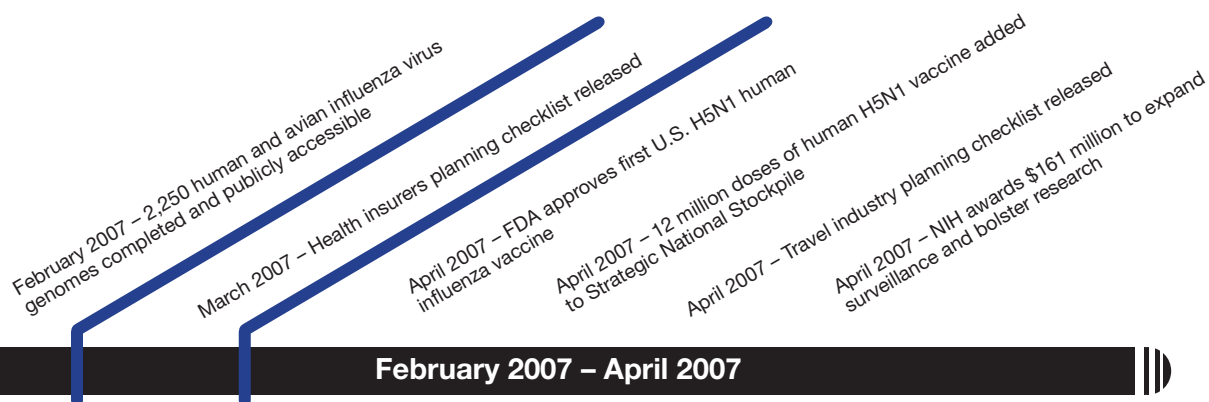 February 2007 – 2,250 human and avian influenza virus
genomes completed and publicly accessible
March 2007 – Health insurers planning checklist released
April 2007 – FDA approves first U.S. H5N1 human
influenza vaccine
April 2007 – 12 million doses of human H5N1 vaccine added
to Strategic National Stockpile
April 2007 – Travel industry planning checklist released
April 2007 – NIH awards $161 million to expand
surveillance and bolster research
February 2007 – April 2007